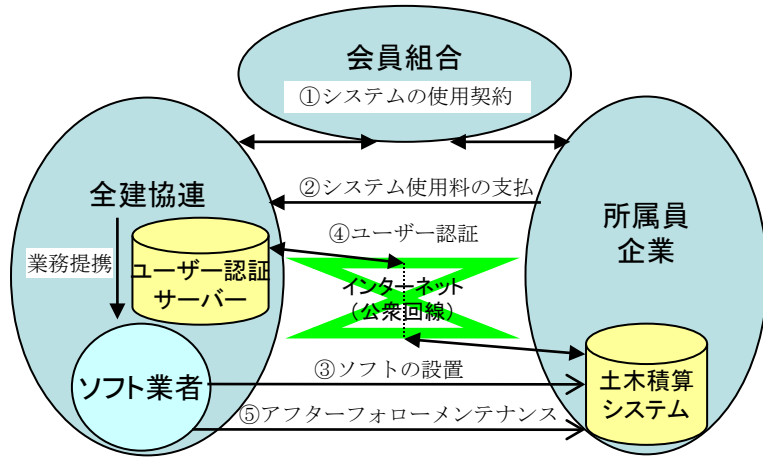 会員組合
①システムの使用契約
②システム使用料の支払
全建協連
所属員
企業
④ユーザー認証
業務提携
ユーザー認証
サーバー
インターネット
（公衆回線）
③ソフトの設置
ソフト業者
土木積算
システム
⑤アフターフォローメンテナンス